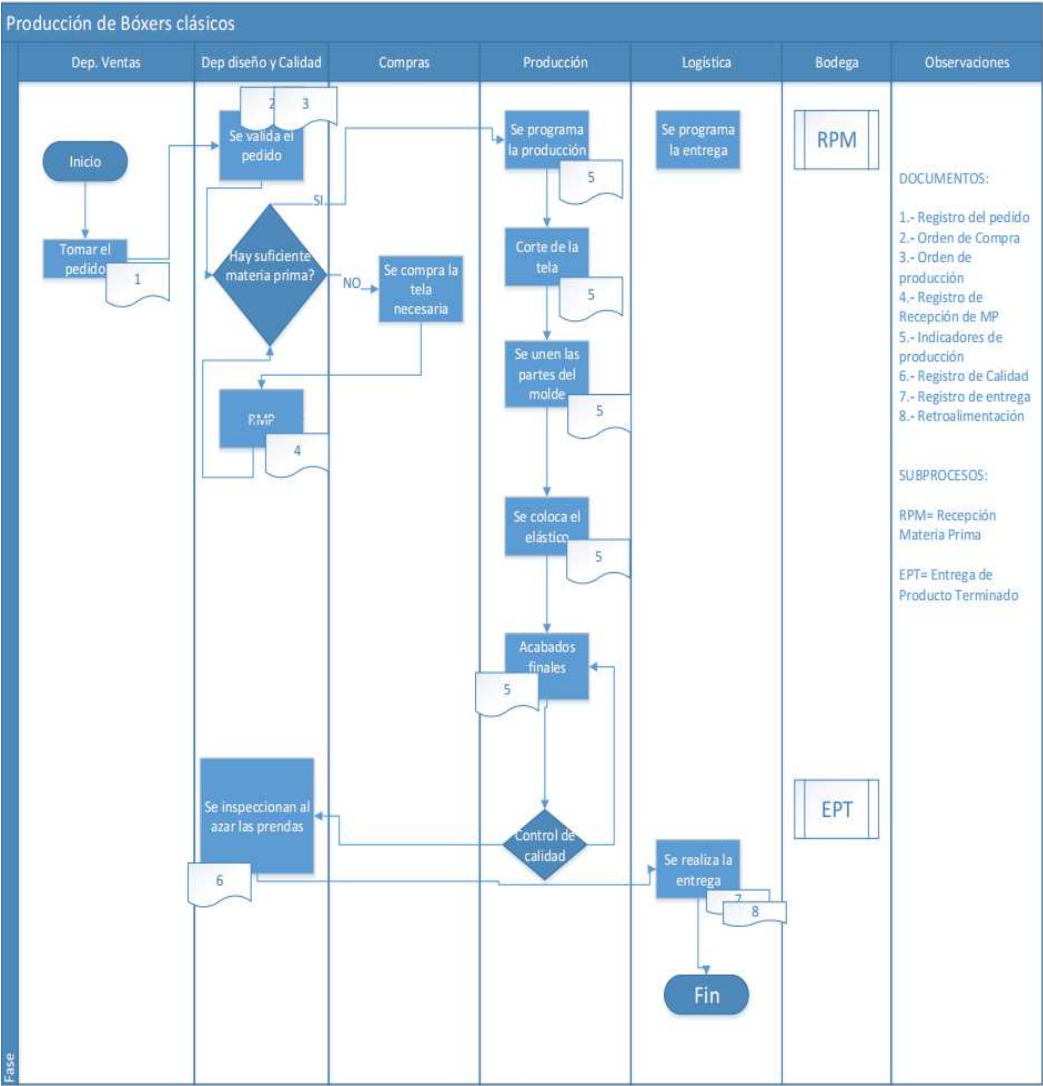 Producción de Bóxers clásicos
Fase
Dep. Ventas
Dep diseño y Calidad
Compras
Producción
Logística
Bodega
Observaciones
Inicio
Tomar el
pedido
1
2
3
Se valida el
pedido
SI
Hay suficiente
materia prima?
NO
Se compra la
tela
necesaria
RMP
4
Se programa
la producción
5
Corte de la
tela
5
Se unen las
partes del
molde
5
Se coloca el
elástico
5
Acabados
finales
5
Control de
calidad
Se inspeccionan al
azar las prendas
6
Se programa
la entrega
Se realiza la
entrega
7
8
Fin
RPM
EPT
DOCUMENTOS:
1.- Registro del pedido
2.- Orden de Compra
3.- Orden de
producción
4.- Registro de
Recepción de MP
5.- Indicadores de
producción
6.- Registro de Calidad
7.- Registro de entrega
8.- Retroalimentación
SUBPROCESOS:
RPM= Recepción
Materia Prima
EPT= Entrega de
Producto Terminado